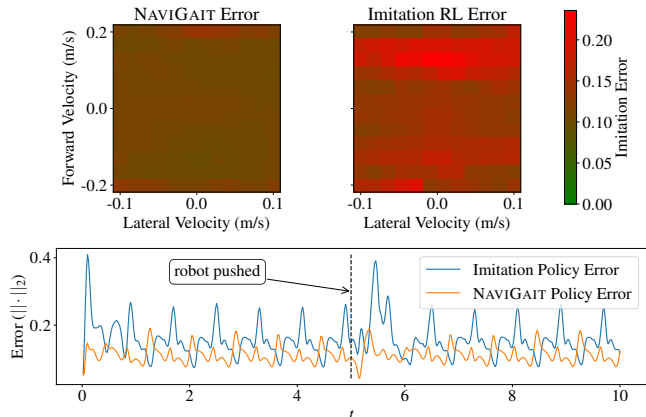 NAVIGAIT Error
Imitation RL Error
Forward Velocity (m/s)
0.2
0.0
-0.2
-0.1
0.0
0.1
Lateral Velocity (m/s)
-0.1
0.0
0.1
Lateral Velocity (m/s)
0.20
0.15
0.10
0.05
0.00
Imitation Error
Error (||·||₂)
0.4
0.2
robot pushed
Imitation Policy Error
NAVIGAIT Policy Error
0
2
4
6
8
10
t